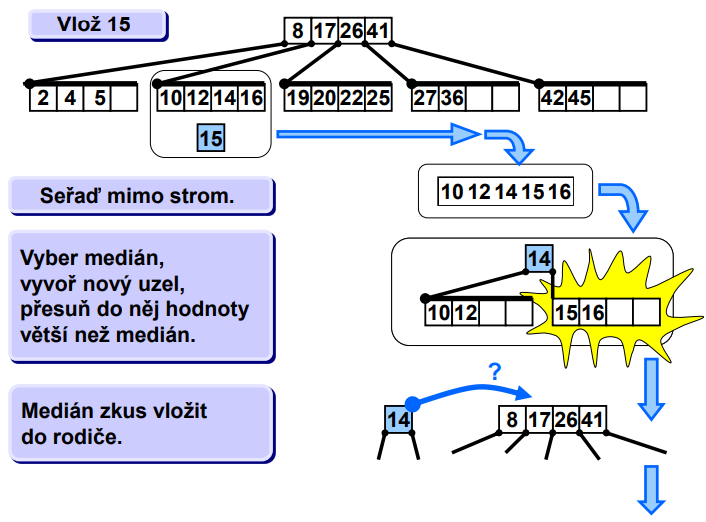 Vlož 15
8 17 26 41
2 4 5
10 12 14 16
19 20 22 25
27 36
42 45
15
10 12 14 15 16
Seřaď mimo strom.
Vyber medián,
vyvoř nový uzel,
přesuň do něj hodnoty
větší než medián.
14
10 12
15 16
Medián zkus vložit
do rodiče.
?
14
8 17 26 41